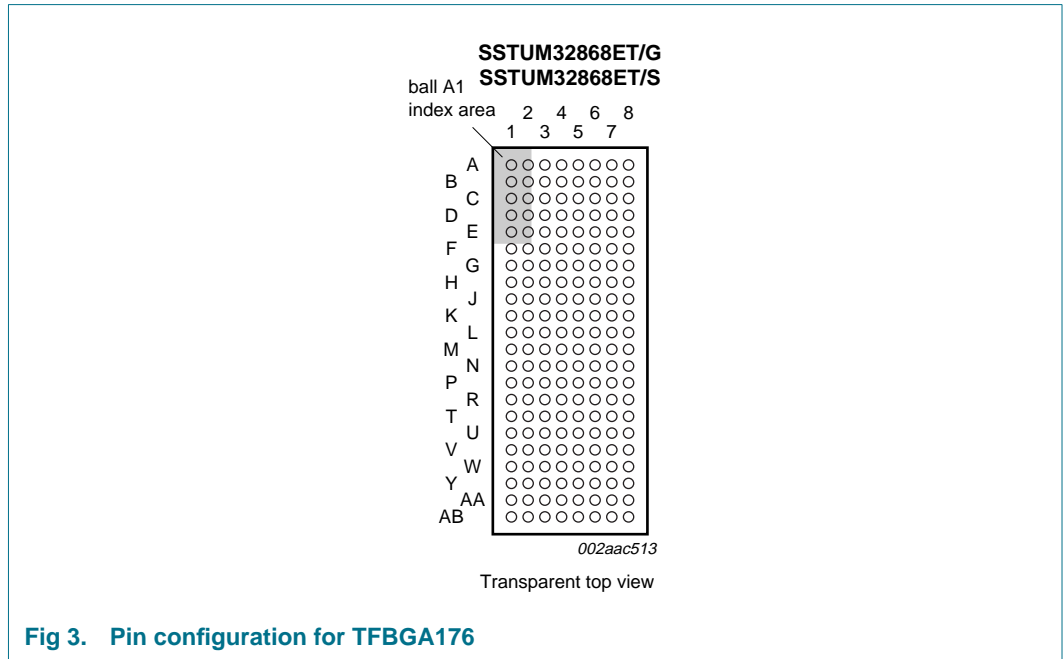 SSTUM32868ET/G
SSTUM32868ET/S
ball A1
index area
2 4 6 8
1 3 5 7
A
B
C
D
E
F
G
H
J
K
L
M
N
P
R
T
U
V
W
Y
AA
AB
002aac513
Transparent top view
Fig 3. Pin configuration for TFBGA176